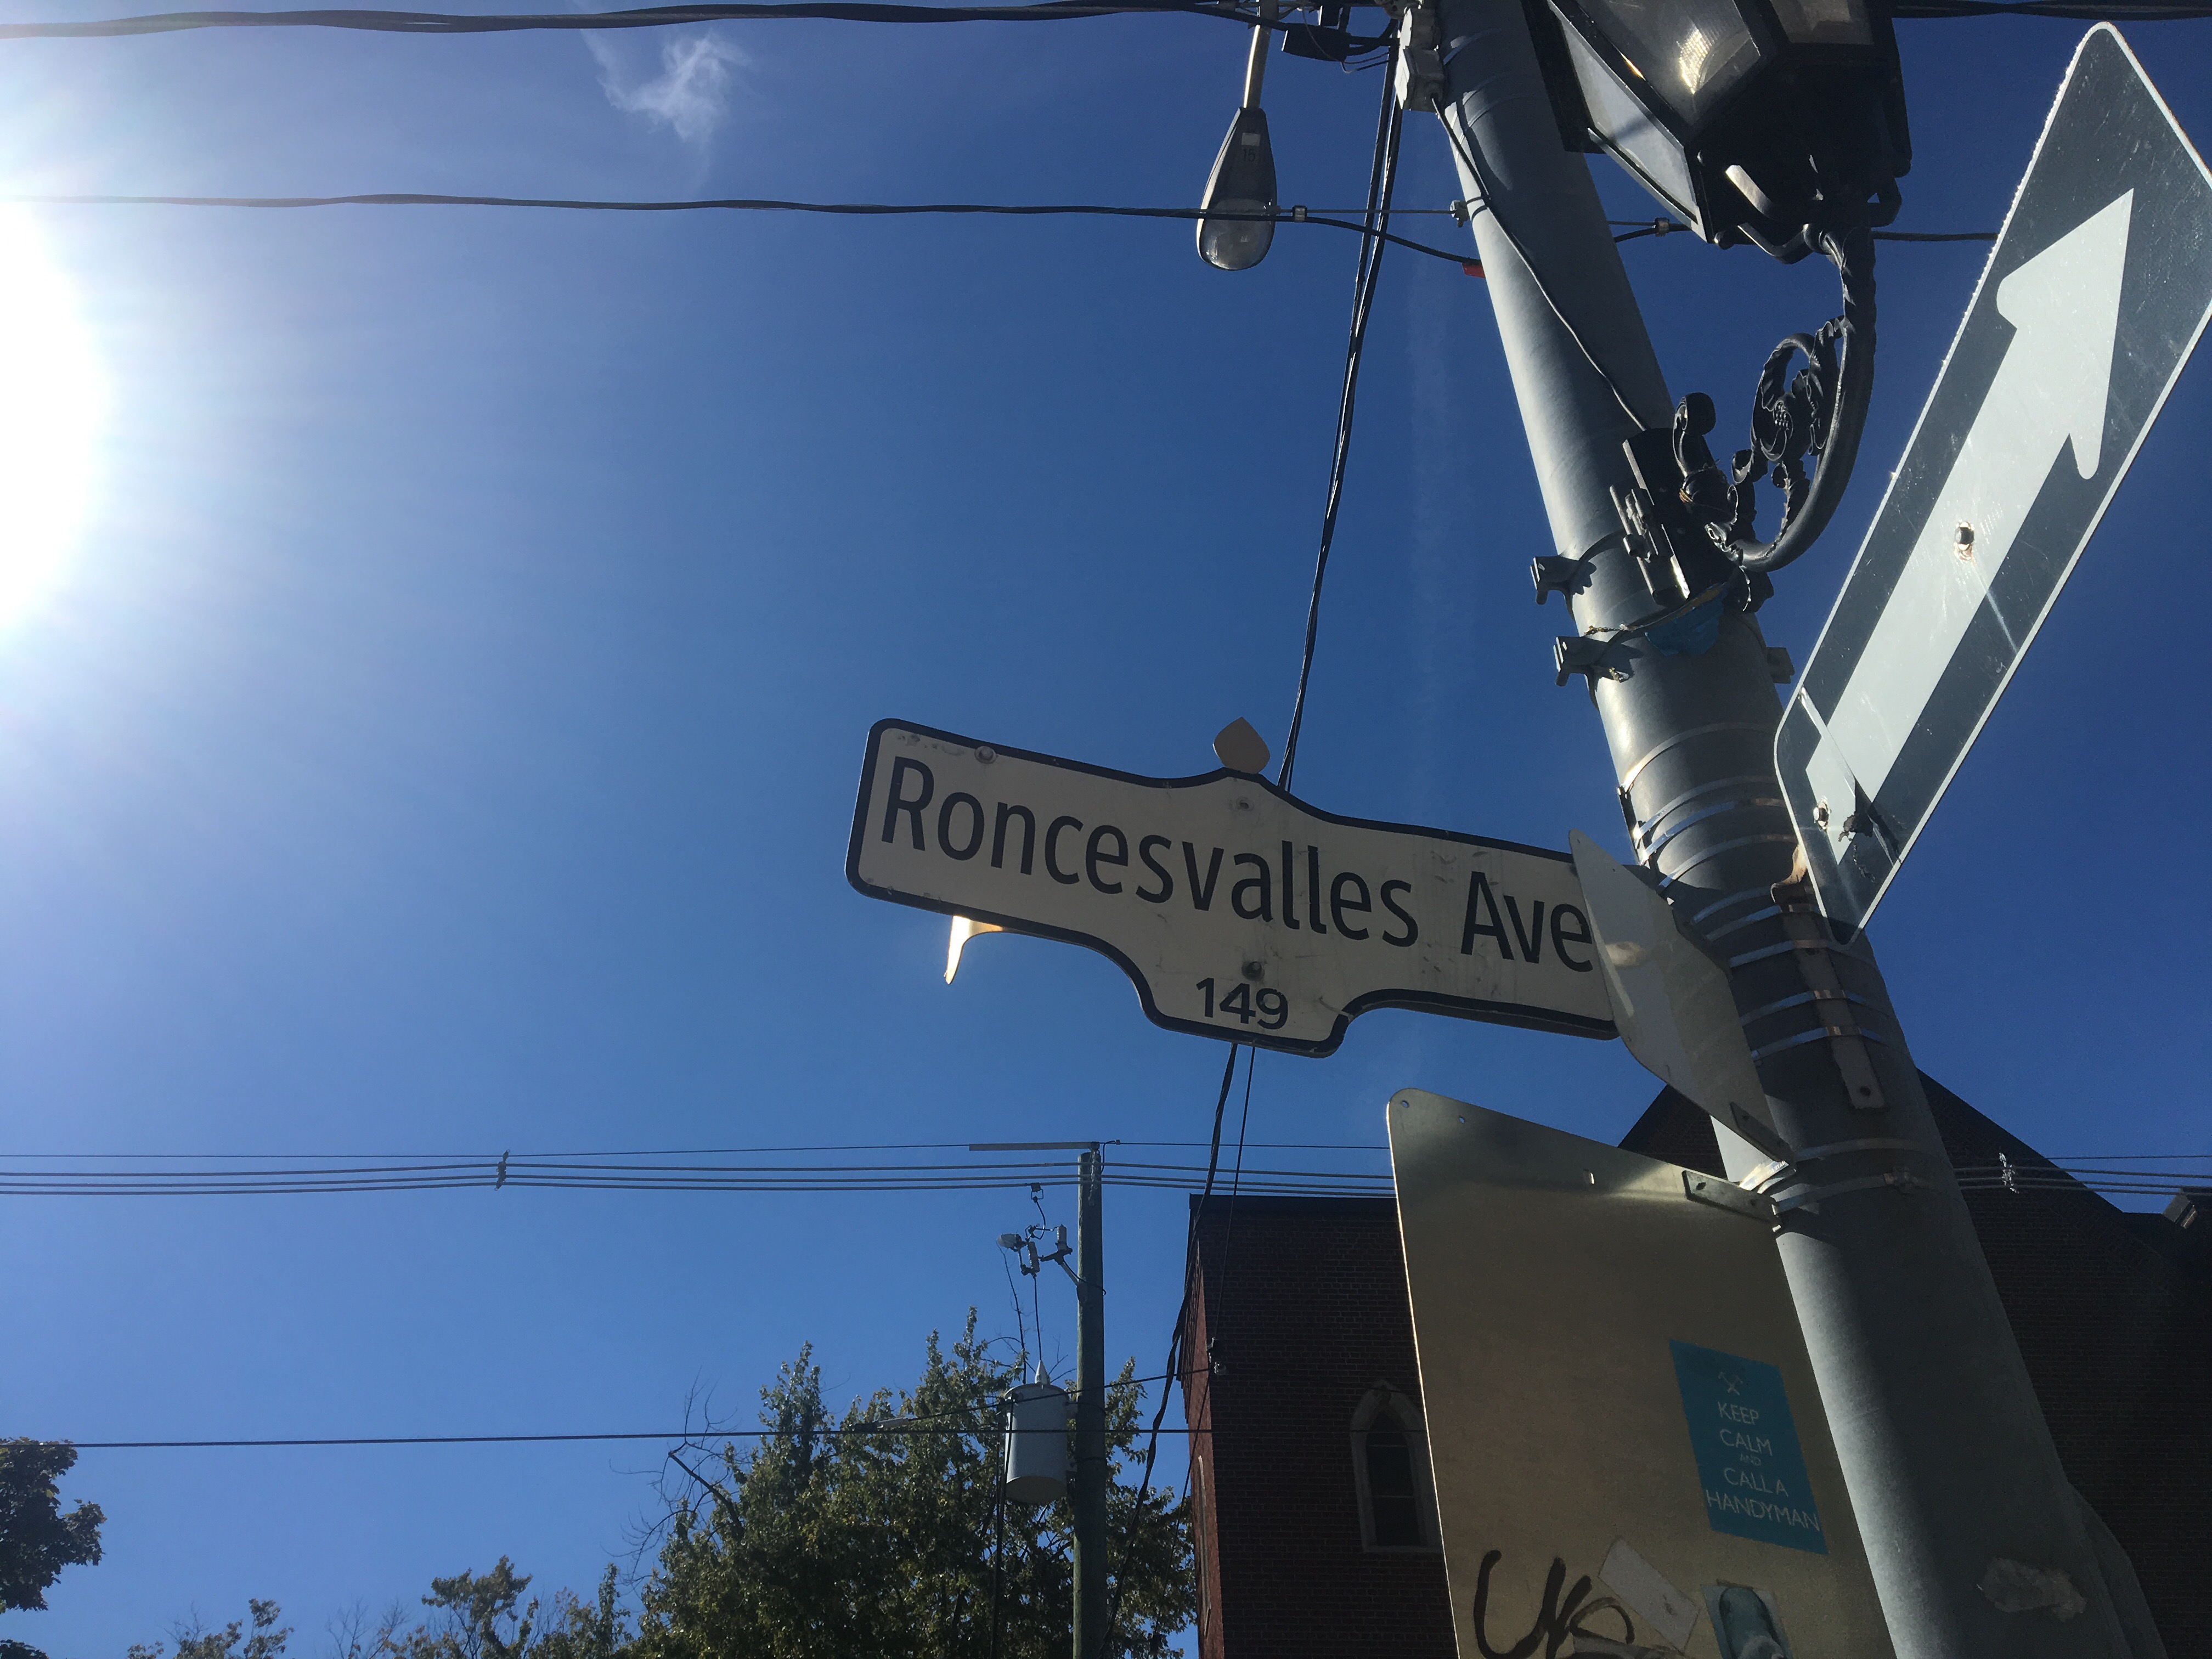 Roncesvalles Ave
149
KEEP
CALM
AND
CALL A
HANDYMAN